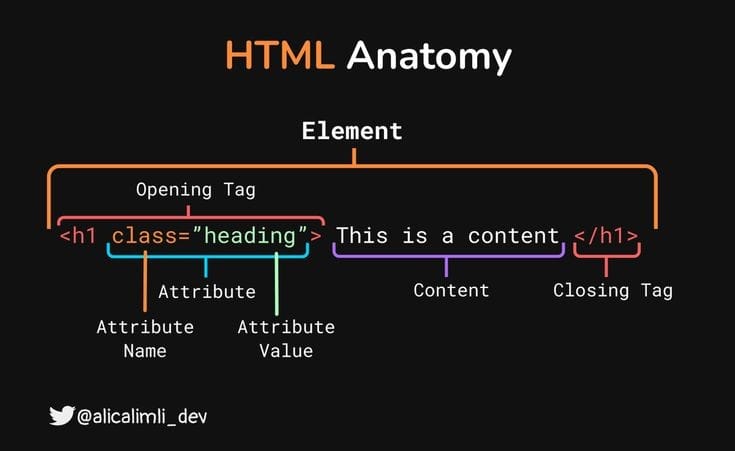 HTML Anatomy
Element
Opening Tag
<h1 class=”heading”> This is a content </h1>
Attribute
Content
Closing Tag
Attribute Name
Attribute Value
@alicalimli_dev